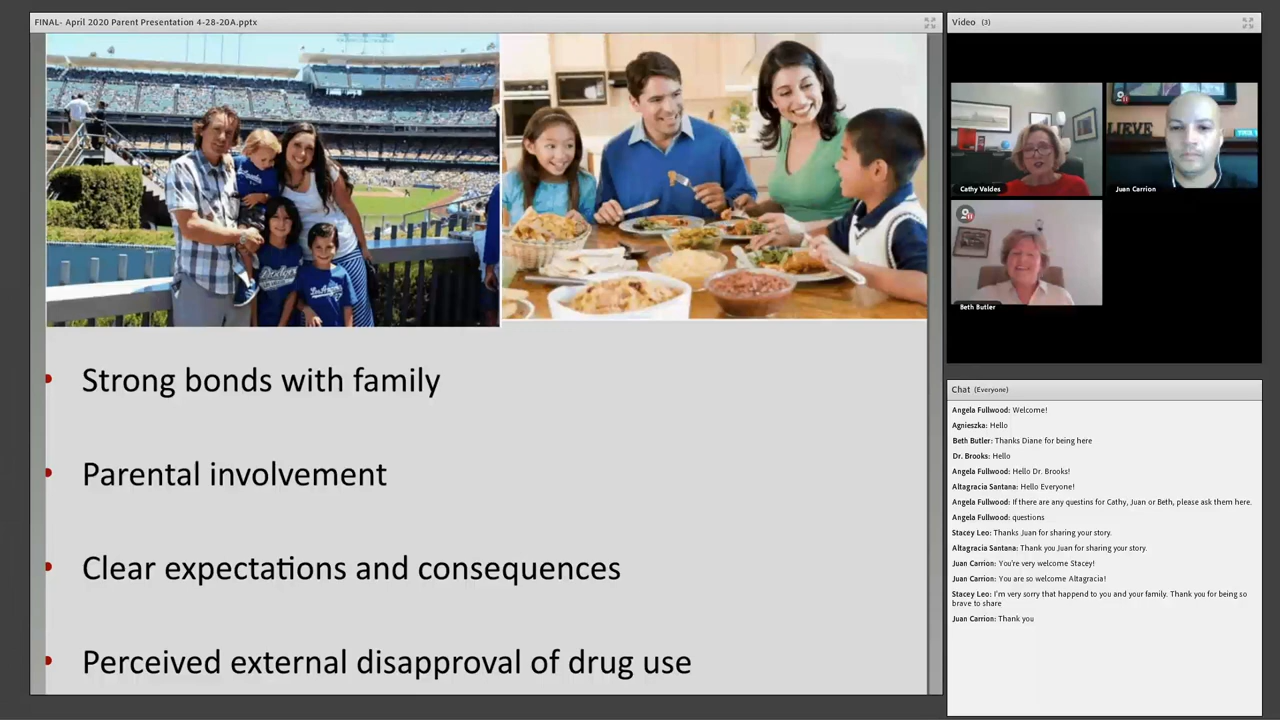 FINAL- April 2020 Parent Presentation 4-28-20A.pptx
Dodgers
Strong bonds with family
Parental involvement
Clear expectations and consequences
Perceived external disapproval of drug use
Video (3)
LIEVE
Cathy Valdes
Juan Carrion
Beth Butler
Chat (Everyone)
Angela Fullwood: Welcome!
Agnieszka: Hello
Beth Butler: Thanks Diane for being here
Dr. Brooks: Hello
Angela Fullwood: Hello Dr. Brooks!
Altagracia Santana: Hello Everyone!
Angela Fullwood: If there are any questins for Cathy, Juan or Beth, please ask them here.
Angela Fullwood: questions
Stacey Leo: Thanks Juan for sharing your story.
Altagracia Santana: Thank you Juan for sharing your story.
Juan Carrion: You're very welcome Stacey!
Juan Carrion: You are so welcome Altagracia!
Stacey Leo: I'm very sorry that happend to you and your family. Thank you for being so
brave to share
Juan Carrion: Thank you